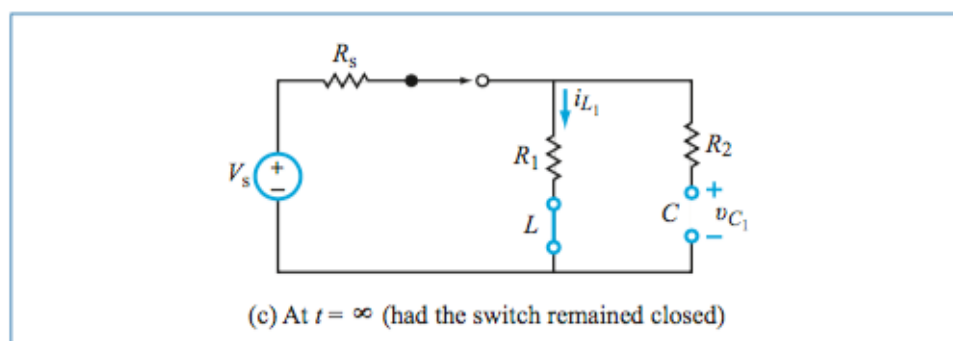 Rs
iL1
R1
R2
Vs
+
−
L
C
+
vC1
−
(c) At t = ∞ (had the switch remained closed)